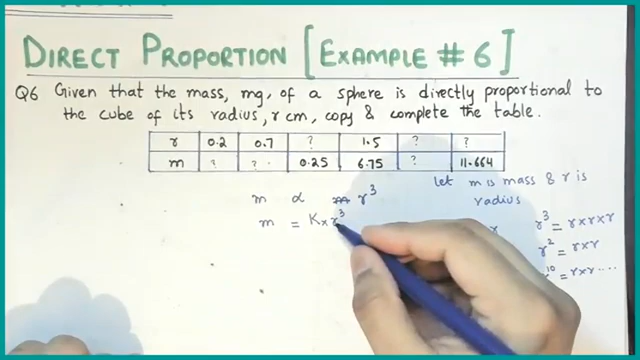 DIRECT PROPORTION [EXAMPLE # 6]
Q6 Given that the mass, mg, of a sphere is directly proportional to
the cube of its radius, r cm, copy & complete the table.
r 0.2 0.7 ? 1.5 ? ?
m ? ? 0.25 6.75 ? 11.664
let m is mass & r is
radius
m α r³
m = K x r³
r³ = r x r x r
r² = r x r
10 = r x r ....